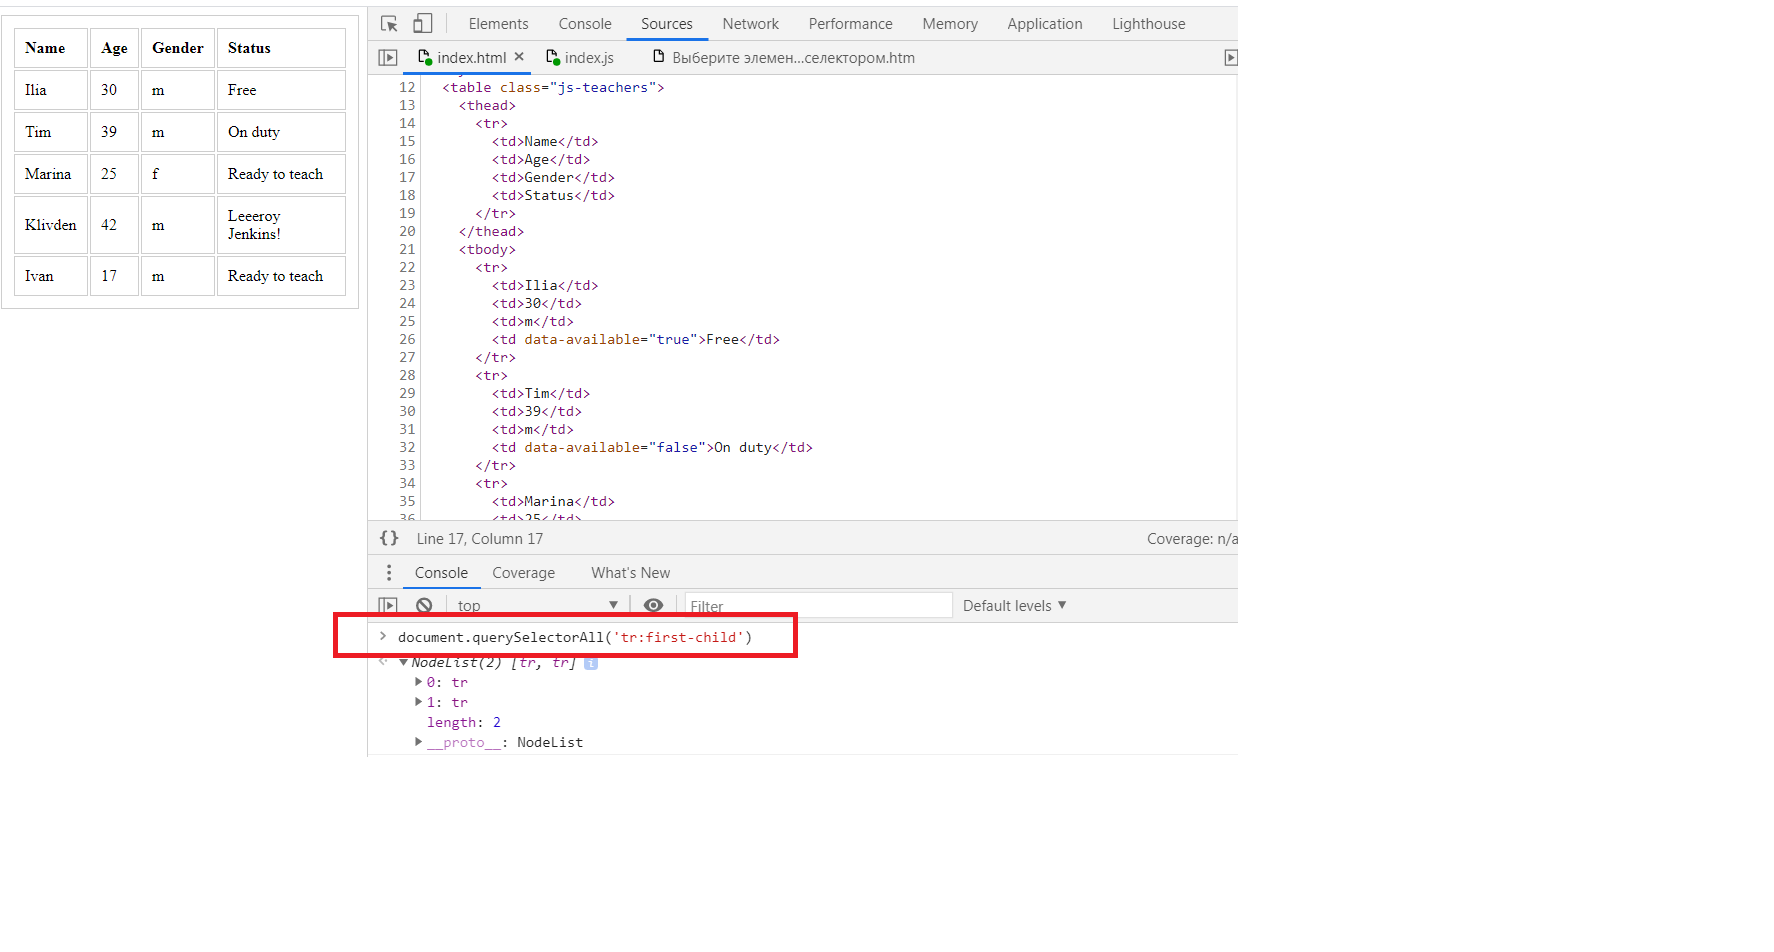 Name Age Gender Status
Ilia 30 m Free
Tim 39 m On duty
Marina 25 f Ready to teach
Klivden 42 m Leeeroy
Jenkins!
Ivan 17 m Ready to teach
Elements Console Sources Network Performance Memory Application Lighthouse
index.html × index.js Выберите элемен...селектором.htm
12 <table class="js-teachers">
13 <thead>
14 <tr>
15 <td>Name</td>
16 <td>Age</td>
17 <td>Gender</td>
18 <td>Status</td>
19 </tr>
20 </thead>
21 <tbody>
22 <tr>
23 <td>Ilia</td>
24 <td>30</td>
25 <td>m</td>
26 <td data-available="true">Free</td>
27 </tr>
28 <tr>
29 <td>Tim</td>
30 <td>39</td>
31 <td>m</td>
32 <td data-available="false">On duty</td>
33 </tr>
34 <tr>
35 <td>Marina</td>
36 <td>25</td>
{} Line 17, Column 17 Coverage: n/a
Console Coverage What's New
top ▼ Filter Default levels ▼
> document.querySelectorAll('tr:first-child')
NodeList(2) [tr, tr] i
0: tr
1: tr
length: 2
__proto__: NodeList